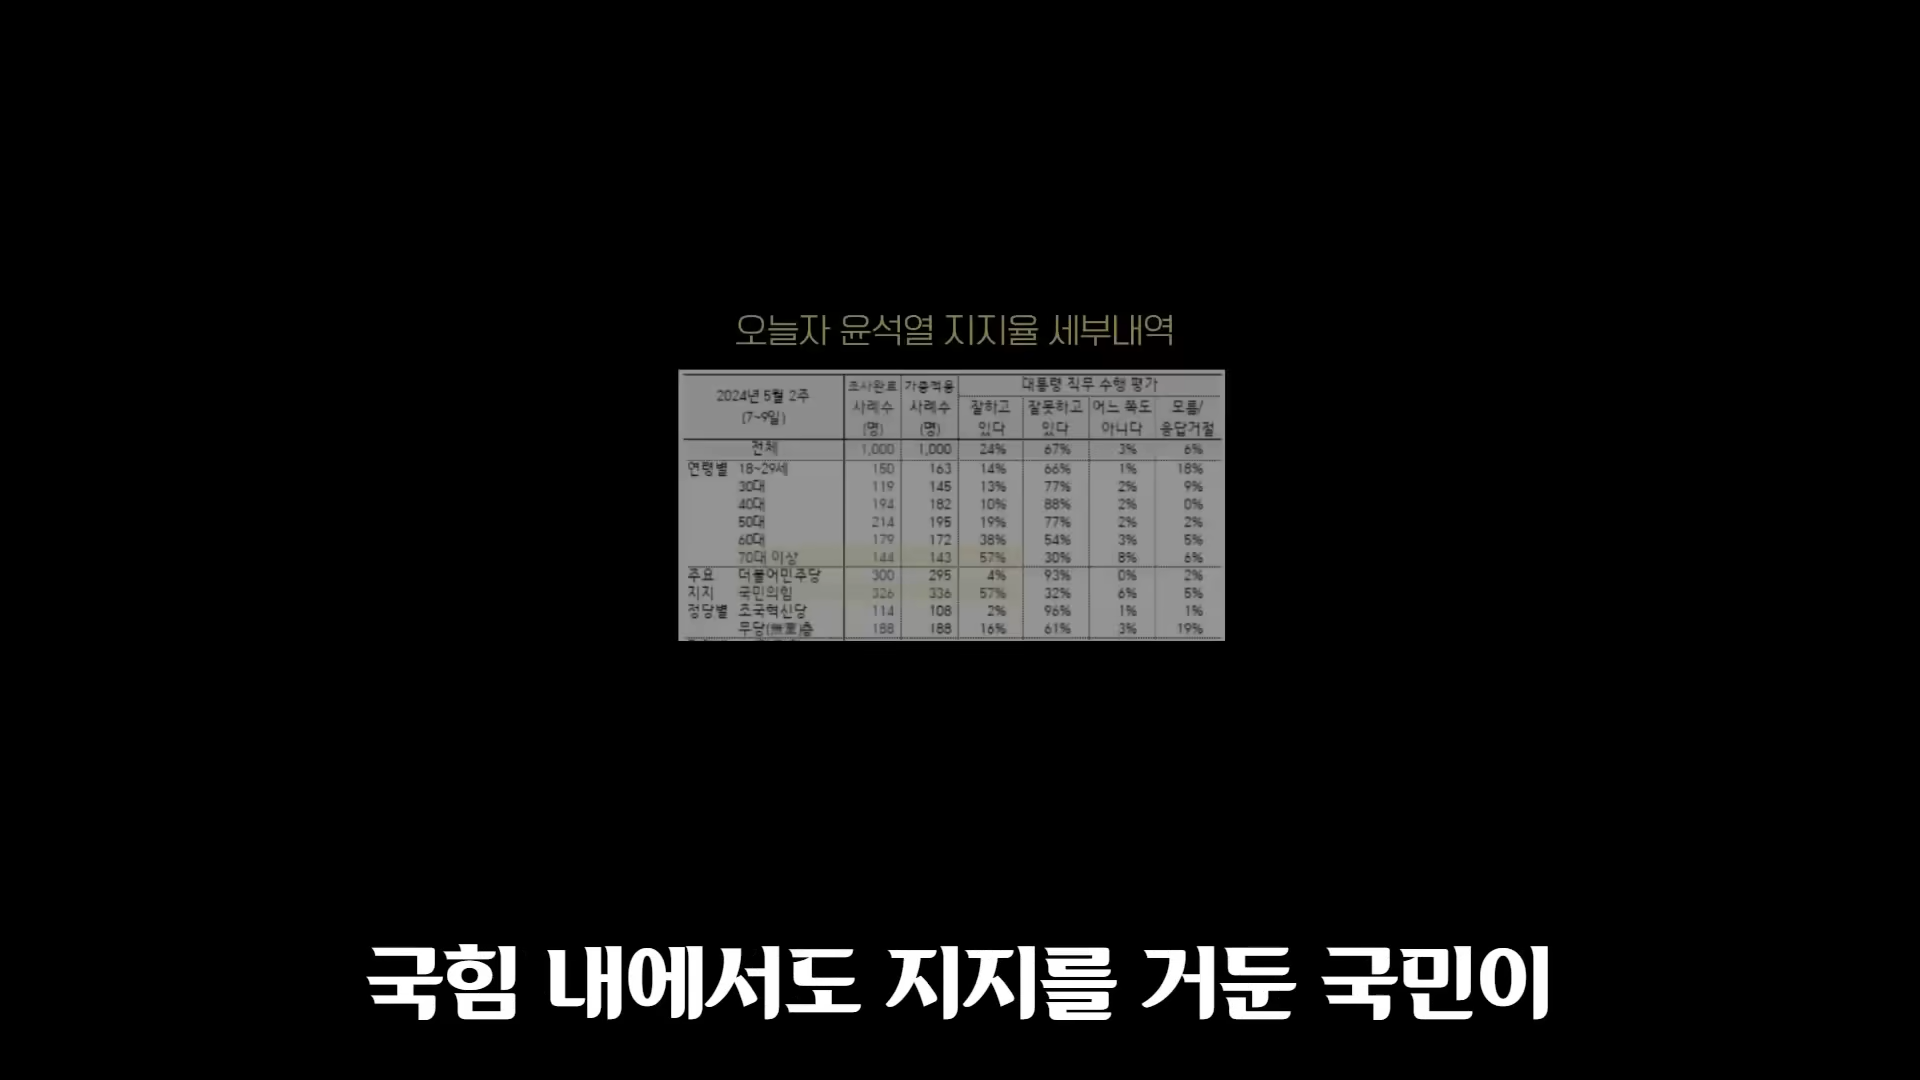 오늘자 윤석열 지지율 세부내역
2024년 5월 2주 (7~9일) 조사완료 사례수 (명) 가중적용 사례수 (명) 대통령 직무 수행 평가
잘하고 있다 잘못하고 있다 어느 쪽도 아니다 모름/ 응답거절
전체 1,000 1,000 24% 67% 3% 6%
연령별 18~29세 150 163 14% 66% 1% 18%
30대 119 145 13% 77% 2% 9%
40대 194 182 10% 88% 2% 0%
50대 214 195 19% 77% 2% 2%
60대 179 172 38% 54% 3% 5%
70대 이상 144 143 57% 30% 8% 6%
주요 더불어민주당 300 295 4% 93% 0% 2%
지지 국민의힘 326 336 57% 32% 6% 5%
정당별 조국혁신당 114 108 2% 96% 1% 1%
무당(無黨)층 188 188 16% 61% 3% 19%
국힘 내에서도 지지를 거둔 국민이